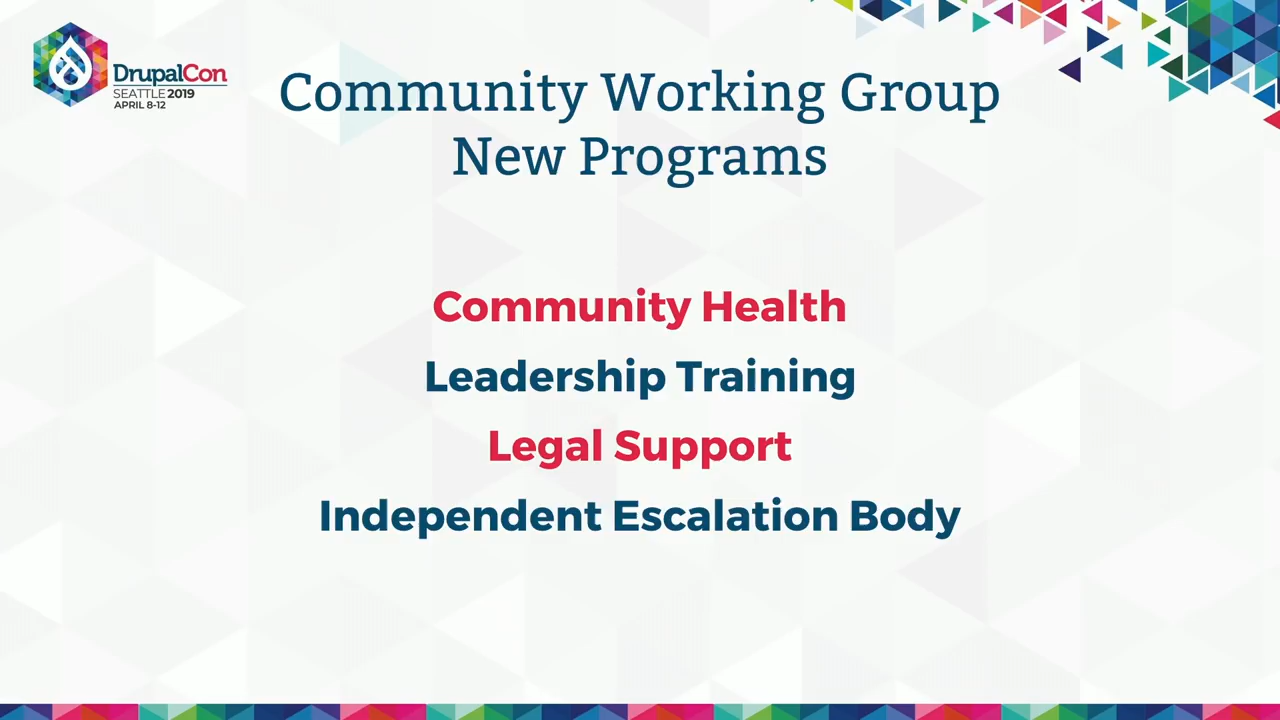 DrupalCon
SEATTLE 2019
APRIL 8-12
Community Working Group
New Programs
Community Health
Leadership Training
Legal Support
Independent Escalation Body